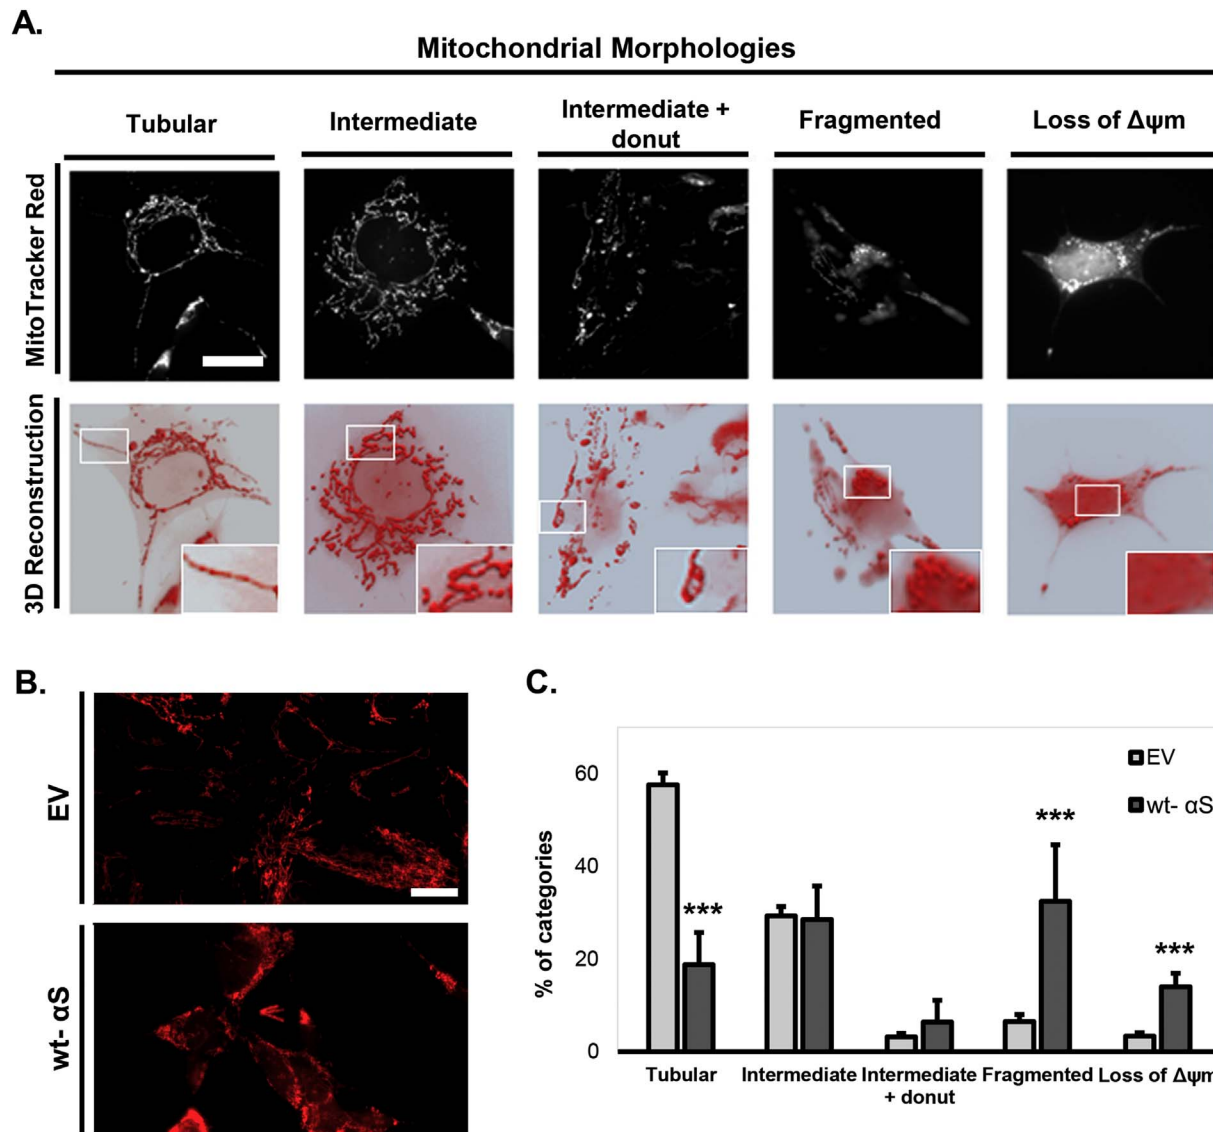 A.
Mitochondrial Morphologies
Tubular
Intermediate
Intermediate +
donut
Fragmented
Loss of Δψm
MitoTracker Red
3D Reconstruction
B.
EV
wt- αS
C.
% of categories
60
40
20
0
EV
wt- αS
***
***
***
Tubular
Intermediate
Intermediate
+ donut
Fragmented
Loss of Δψm